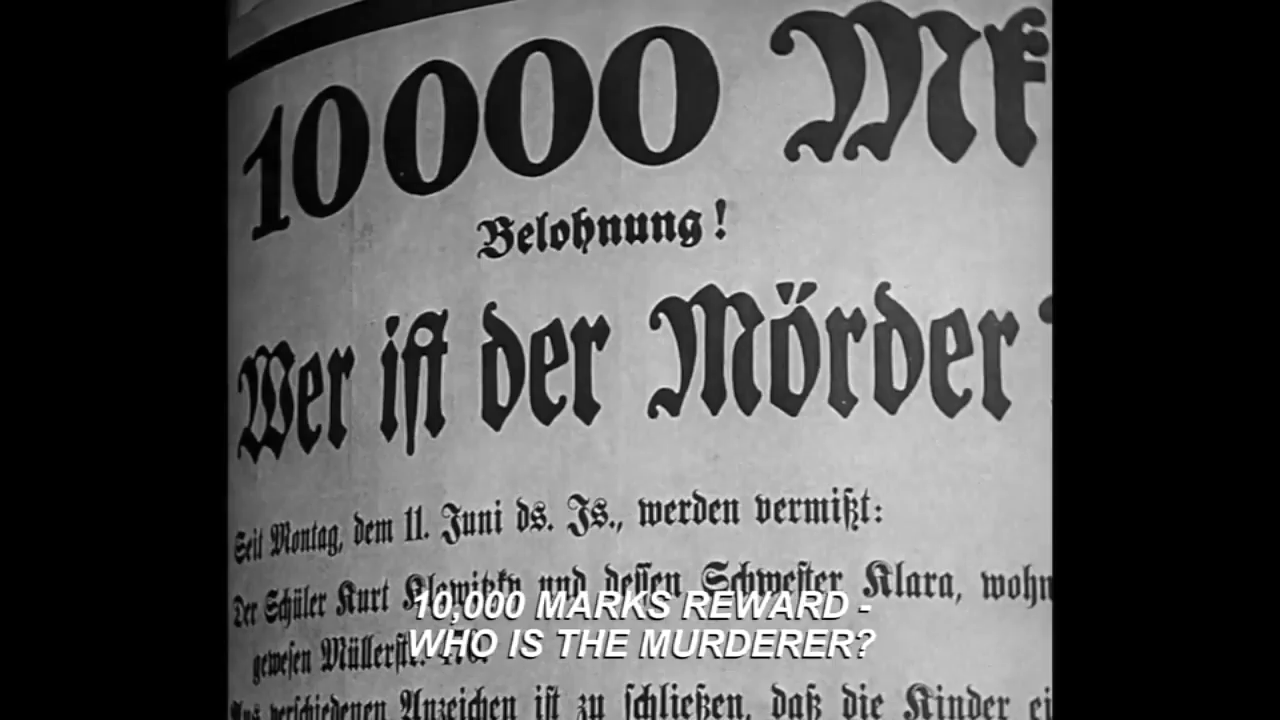 10000 Mk
Belohnung!
Wer ist der Mörder?
Seit Montag, dem 11. Juni ds. Js., werden vermißt:
Der Schüler Kurt Klawitzky und dessen Schwester Klara, wohn
gewesen Müllerstr.
10,000 MARKS REWARD -
WHO IS THE MURDERER?
Aus verschiedenen Anzeichen ist zu schließen, daß die Kinder ei